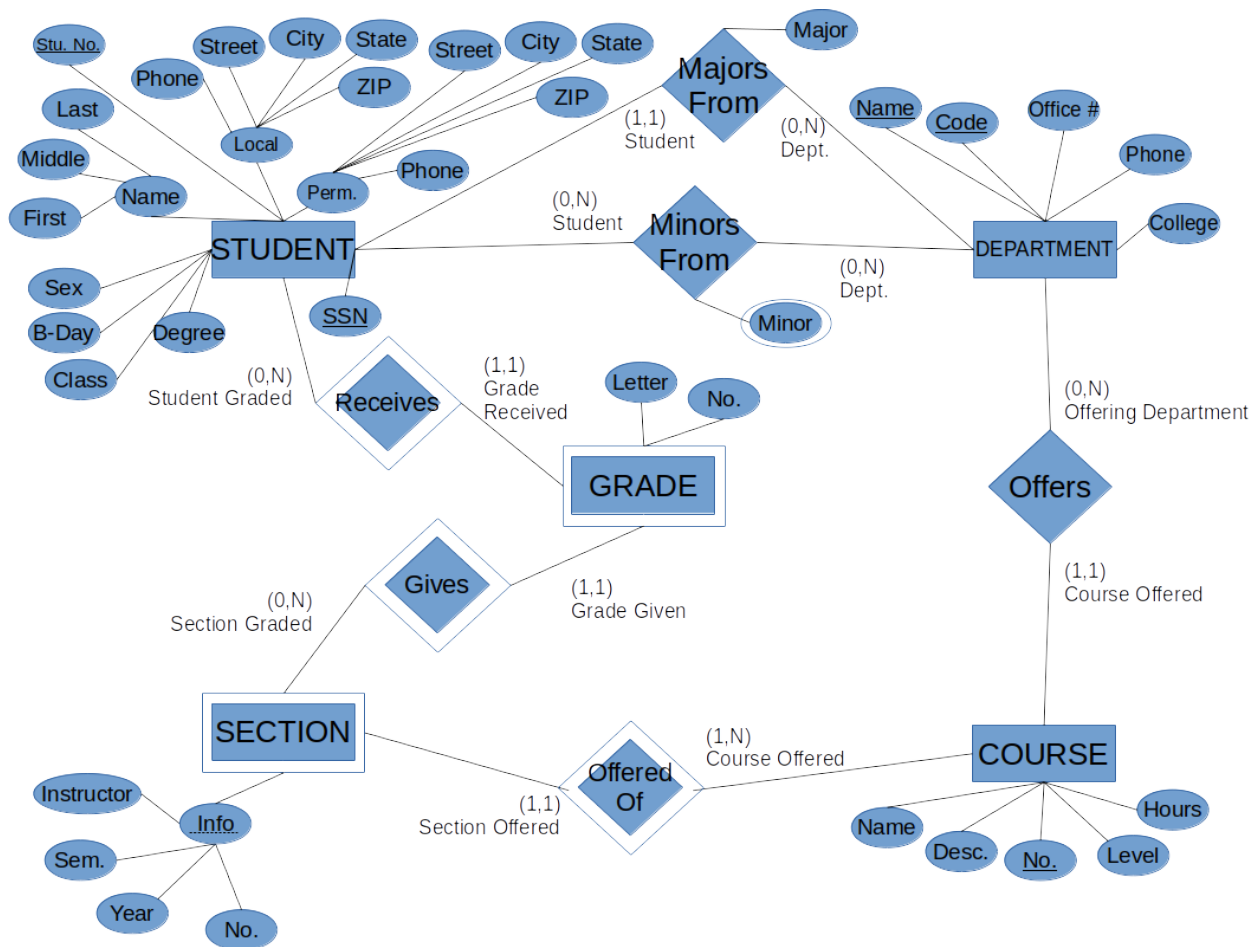 Stu. No.
Street
City
State
Street
City
State
Major
Phone
ZIP
ZIP
Majors
From
Last
Local
(1,1)
Student
(0,N)
Dept.
Name
Code
Office #
Phone
College
Middle
Name
First
Perm.
Phone
STUDENT
(0,N)
Student
Minors
From
(0,N)
Dept.
DEPARTMENT
Minor
Sex
B-Day
Class
Degree
SSN
(0,N)
Student Graded
Receives
(1,1)
Grade
Received
Letter
No.
GRADE
(0,N)
Offering Department
Offers
(1,1)
Course Offered
Gives
(0,N)
Section Graded
(1,1)
Grade Given
SECTION
Offered
Of
(1,N)
Course Offered
(1,1)
Section Offered
COURSE
Instructor
Info
Sem.
Year
No.
Name
Desc.
No.
Level
Hours